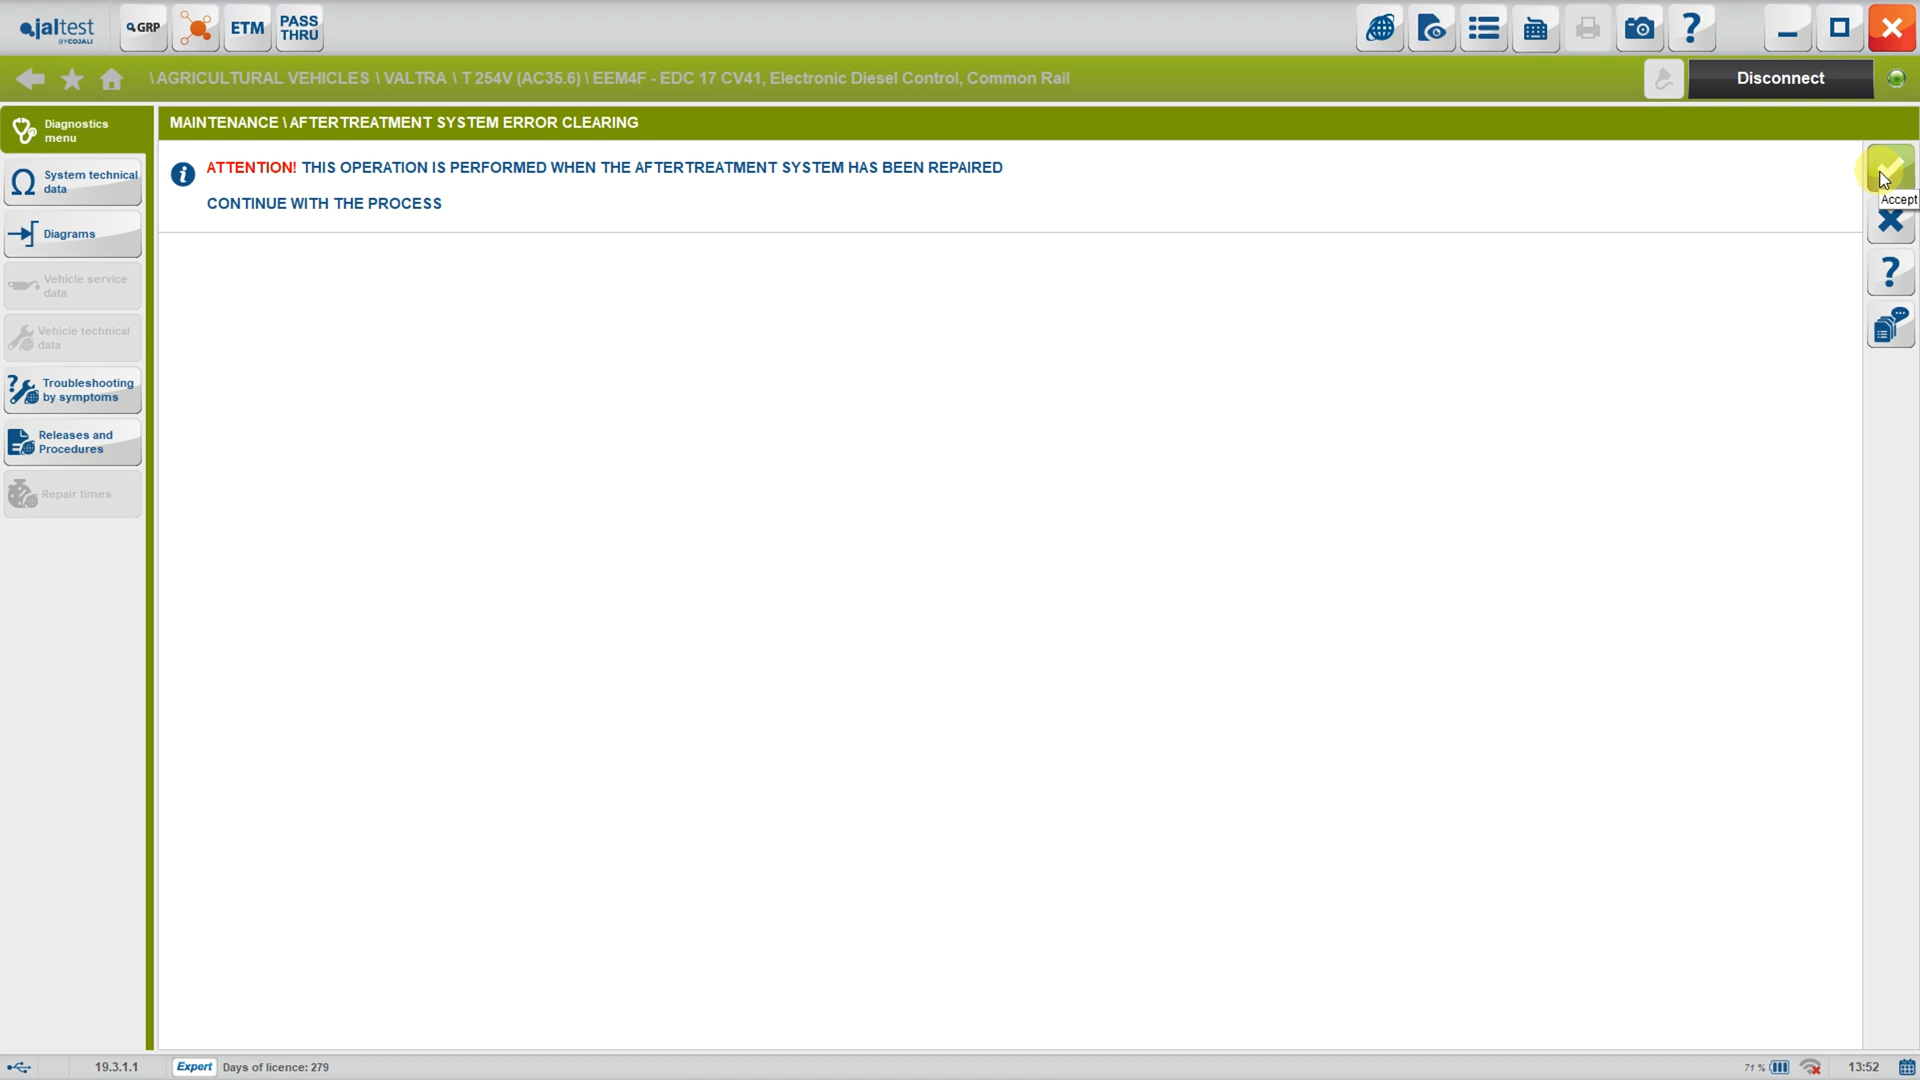 jaltest
BY COJALI
GRP
ETM
PASS
THRU
?
\ AGRICULTURAL VEHICLES \ VALTRA \ T 254V (AC35.6) \ EEM4F - EDC 17 CV41, Electronic Diesel Control, Common Rail
Disconnect
Diagnostics
menu
MAINTENANCE \ AFTERTREATMENT SYSTEM ERROR CLEARING
System technical
data
Diagrams
Vehicle service
data
Vehicle technical
data
Troubleshooting
by symptoms
Releases and
Procedures
Repair times
ATTENTION! THIS OPERATION IS PERFORMED WHEN THE AFTERTREATMENT SYSTEM HAS BEEN REPAIRED
CONTINUE WITH THE PROCESS
Accept
?
19.3.1.1
Expert
Days of licence: 279
71 %
13:52